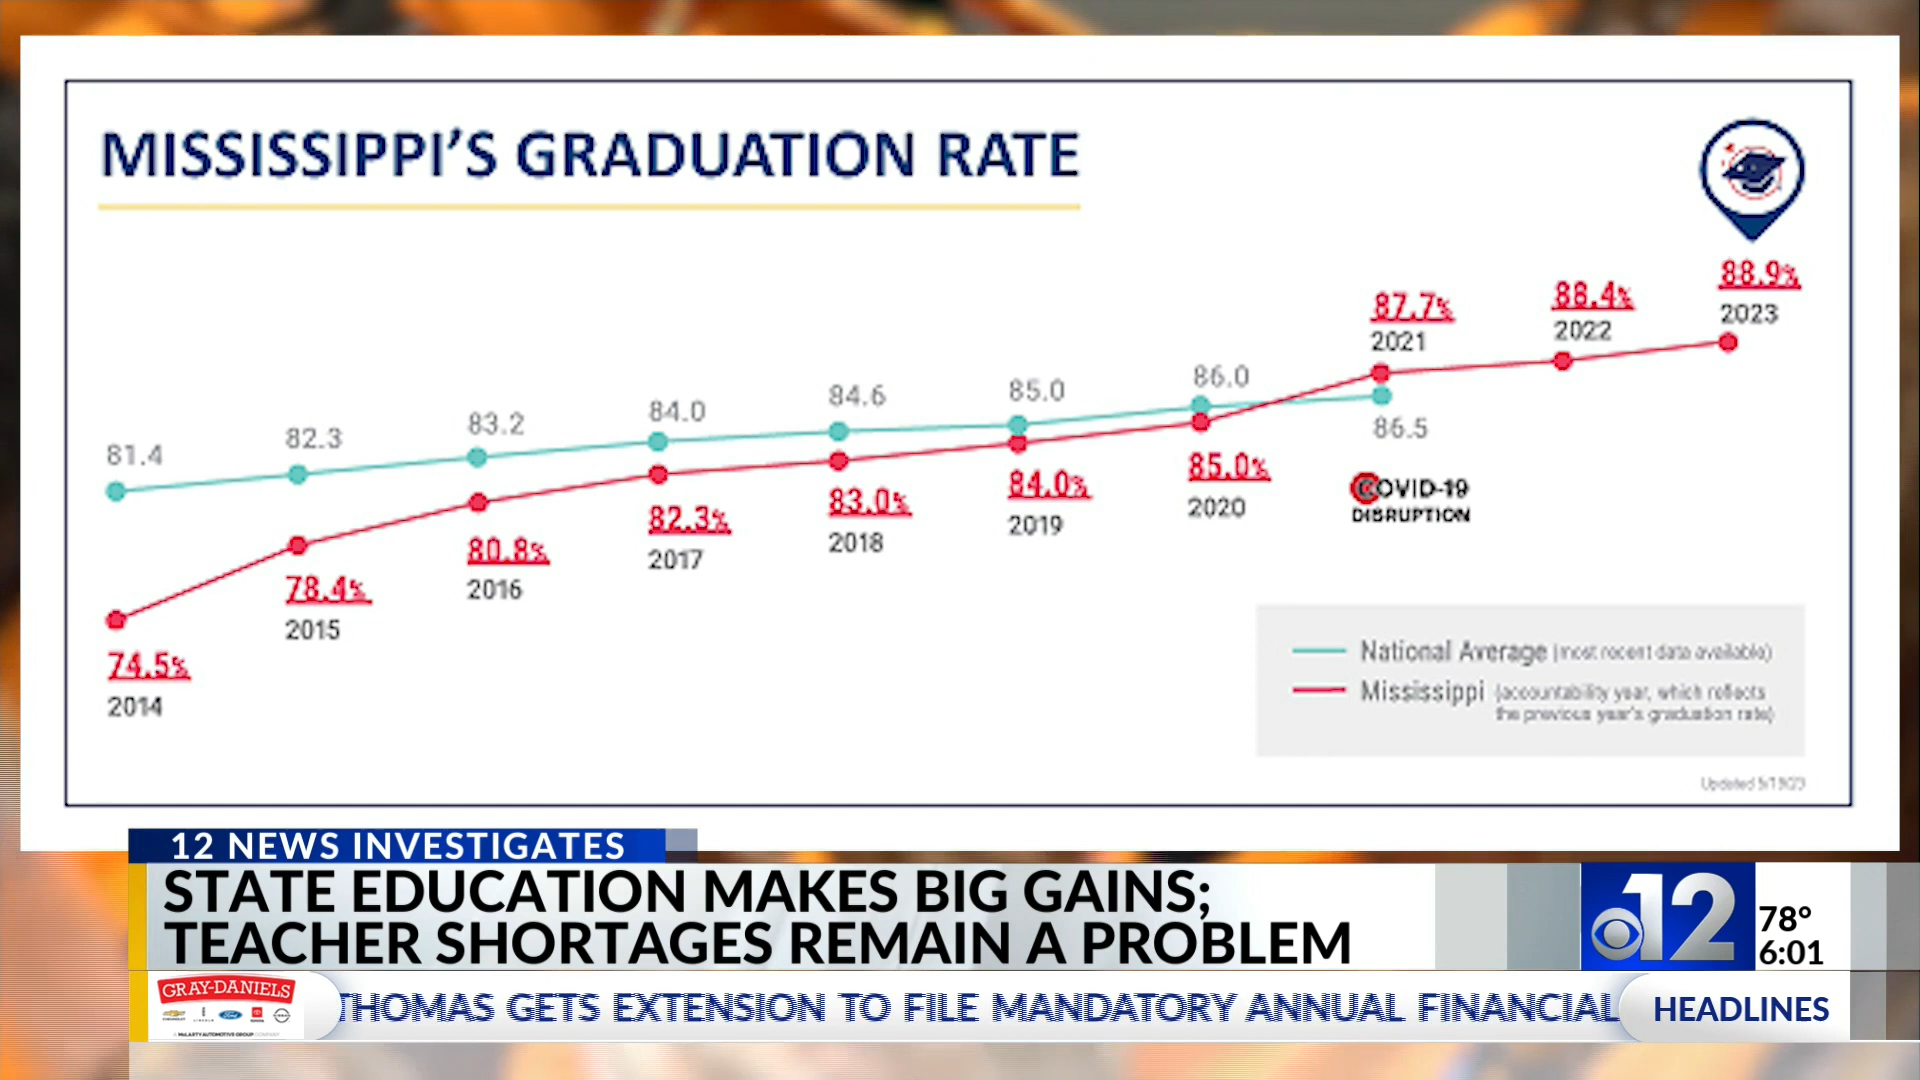 MISSISSIPPI'S GRADUATION RATE
88.9%
2023
88.4%
2022
87.7%
2021
86.0
85.0
84.6
84.0
83.2
82.3
81.4
86.5
COVID-19
DISRUPTION
85.0%
2020
84.0%
2019
83.0%
2018
82.3%
2017
80.8%
2016
78.4%
2015
74.5%
2014
National Average (most recent data available)
Mississippi (accountability year, which reflects
the previous year's graduation rate)
Updated
12 NEWS INVESTIGATES
STATE EDUCATION MAKES BIG GAINS;
TEACHER SHORTAGES REMAIN A PROBLEM
12
78°
6:01
GRAY-DANIELS
THOMAS GETS EXTENSION TO FILE MANDATORY ANNUAL FINANCIAL
HEADLINES